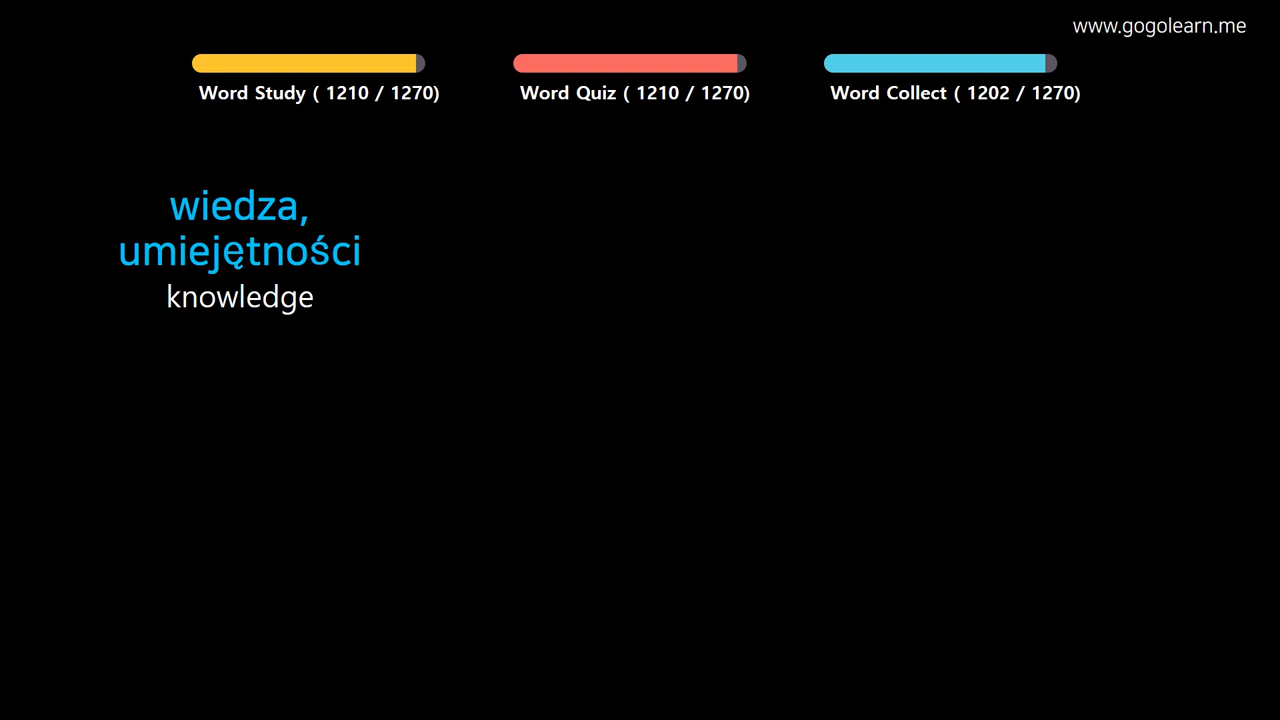 www.gogolearn.me
Word Study ( 1210 / 1270)
Word Quiz ( 1210 / 1270)
Word Collect ( 1202 / 1270)
wiedza,
umiejętności
knowledge